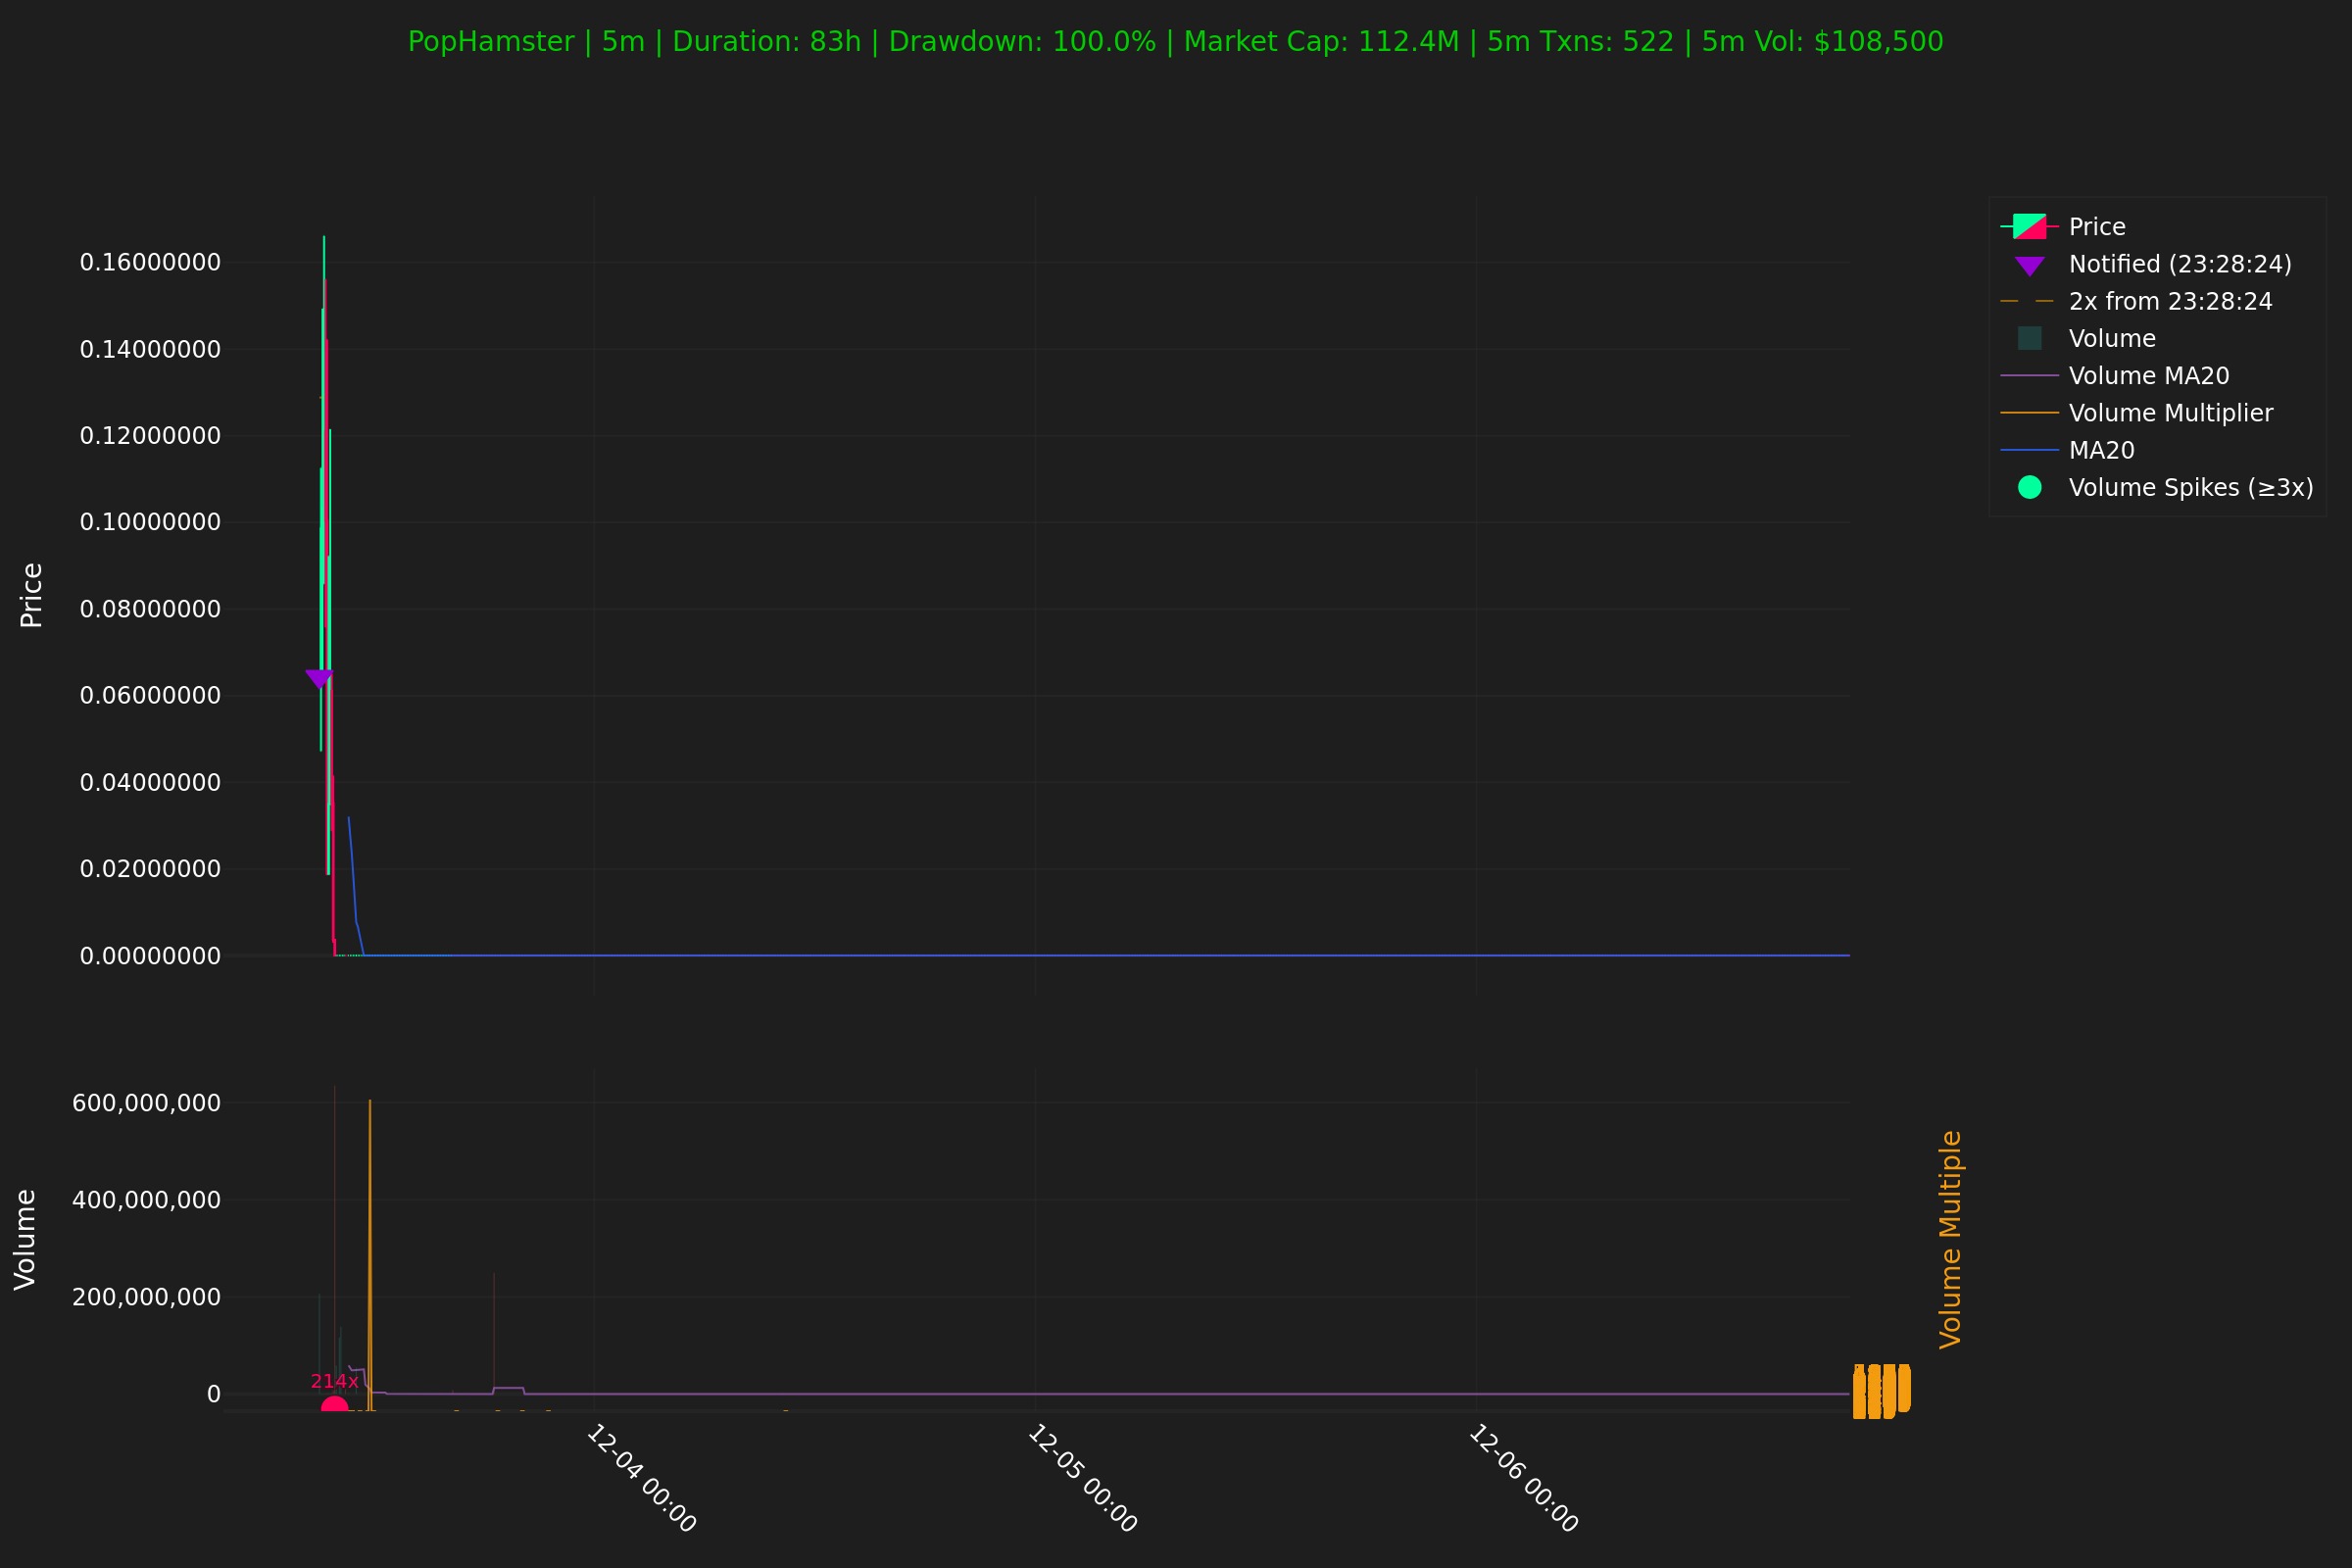 PopHamster | 5m | Duration: 83h | Drawdown: 100.0% | Market Cap: 112.4M | 5m Txns: 522 | 5m Vol: $108,500
Price
Notified (23:28:24)
2x from 23:28:24
Volume
Volume MA20
Volume Multiplier
MA20
Volume Spikes (≥3x)
Price
0.16000000
0.14000000
0.12000000
0.10000000
0.08000000
0.06000000
0.04000000
0.02000000
0.00000000
Volume
600,000,000
400,000,000
200,000,000
0
214x
Volume Multiple
12-04 00:00
12-05 00:00
12-06 00:00